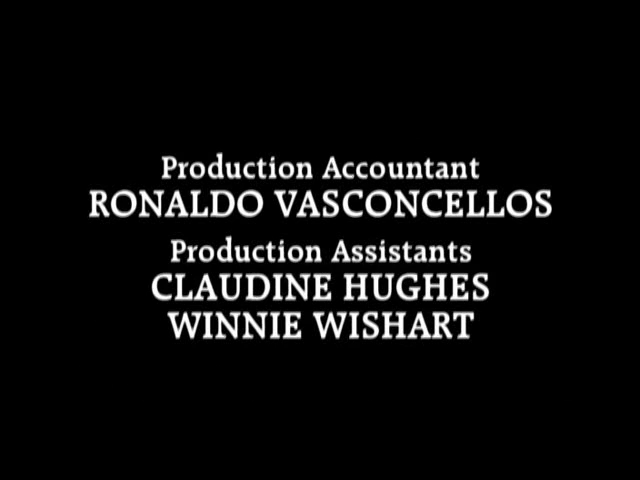 Production Accountant
RONALDO VASCONCELLOS
Production Assistants
CLAUDINE HUGHES
WINNIE WISHART